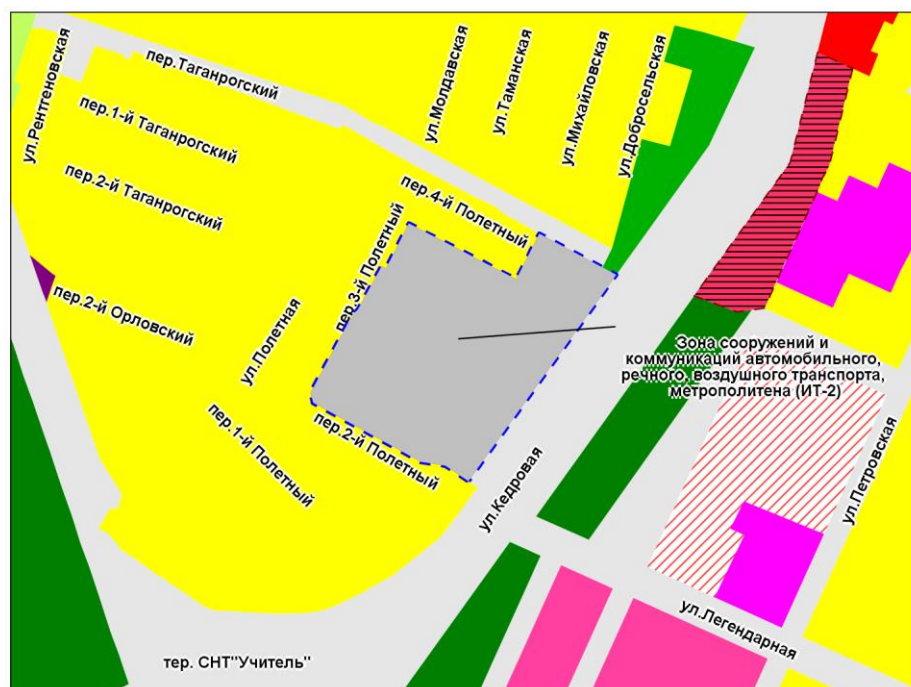 ул.Рентгеновская
пер.Таганрогский
пер.1-й Таганрогский
пер.2-й Таганрогский
ул.Молдавская
ул.Таманская
ул.Михайловская
ул.Добросельская
пер.4-й Полетный
пер.3-й Полетный
пер.2-й Орловский
ул.Полетная
пер.1-й Полетный
пер.2-й Полетный
ул.Кедровая
Зона сооружений и
коммуникаций автомобильного,
речного, воздушного транспорта,
метрополитена (ИТ-2)
ул.Петровская
ул.Легендарная
тер. СНТ"Учитель"